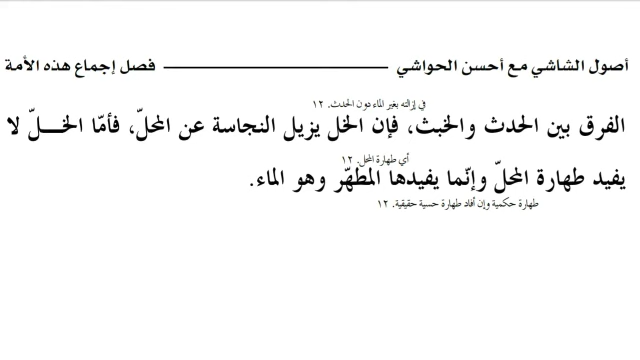 أصول الشاشي مع أحسن الحواشي فصل إجماع هذه الأمة
في إزالته بغير الماء دون الحدث. ١٢
الفرق بين الحدث والخبث، فإن الخل يزيل النجاسة عن المحلّ، فأمّا الخــلّ لا
أي طهارة المحل. ١٢
يفيد طهارة المحلّ وإنّما يفيدها المطهّر وهو الماء.
طهارة حكمية وإن أفاد طهارة حسية حقيقية. ١٢